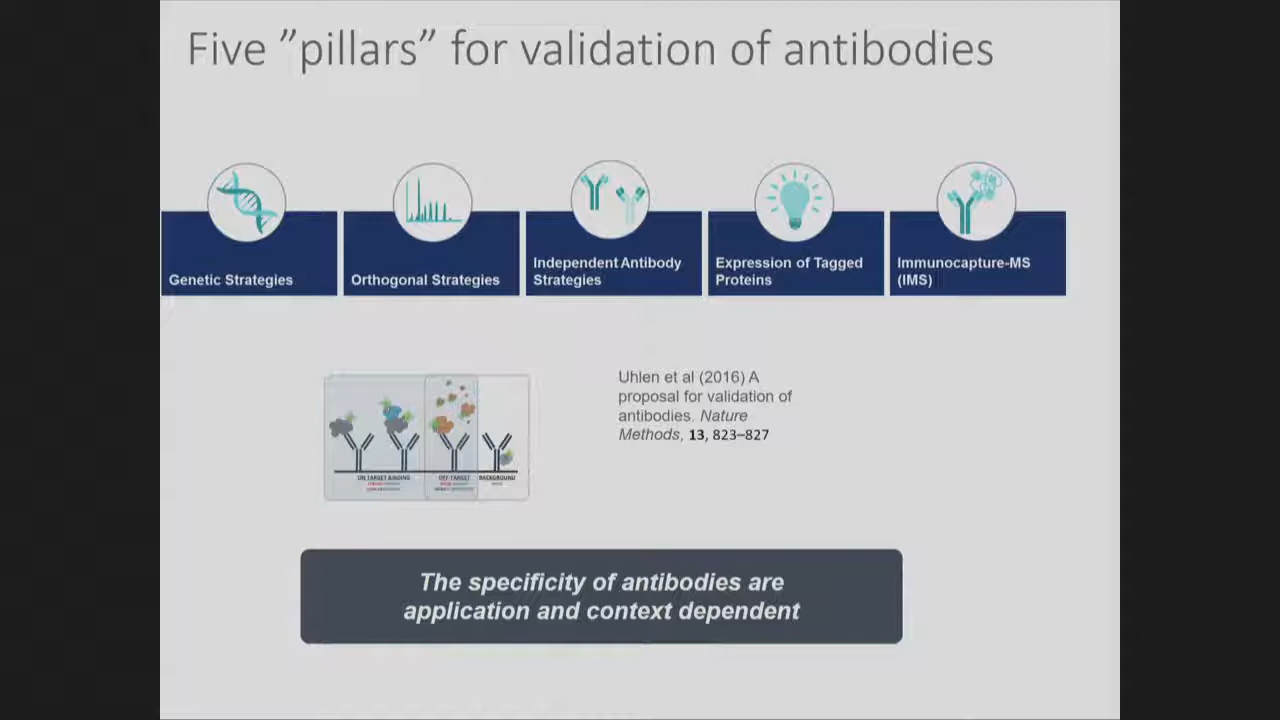 Five ”pillars” for validation of antibodies
Genetic Strategies
Orthogonal Strategies
Independent Antibody
Strategies
Expression of Tagged
Proteins
Immunocapture-MS
(IMS)
Uhlen et al (2016) A
proposal for validation of
antibodies. Nature
Methods, 13, 823–827
ON TARGET BINDING
OFF-TARGET
BACKGROUND
The specificity of antibodies are
application and context dependent